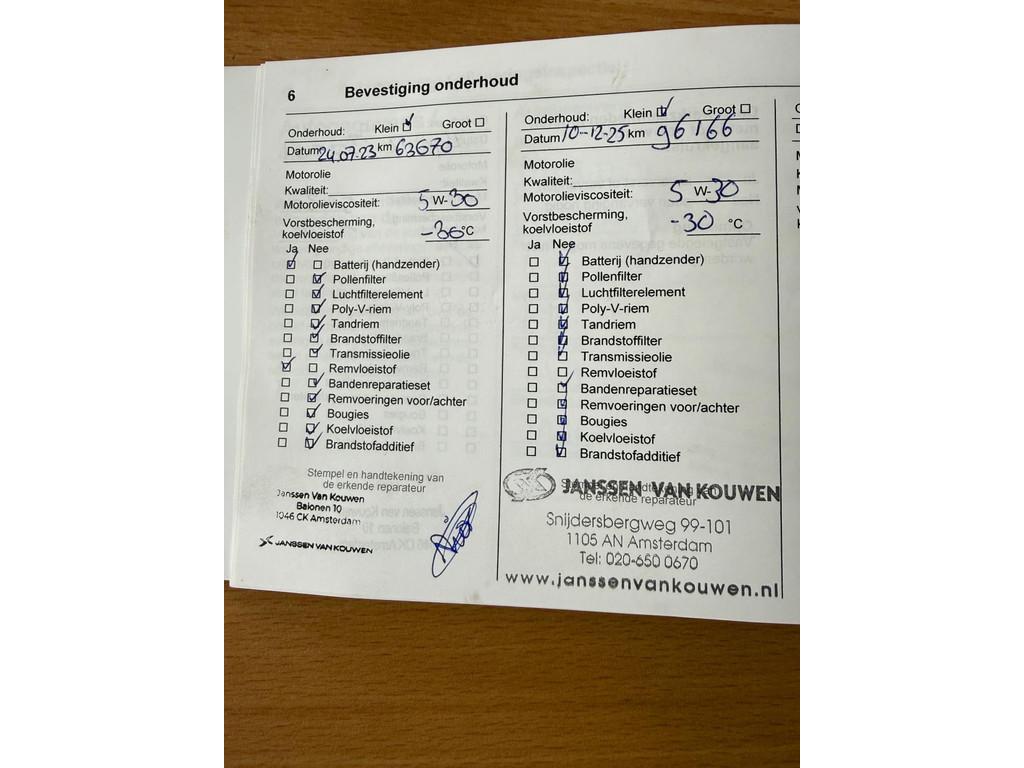 6 Bevestiging onderhoud
Onderhoud: Klein Groot
Datum 24.07.23 km 63670
Motorolie
Kwaliteit:
Motorolieviscositeit: 5 W-30
Vorstbescherming,
koelvloeistof -36 °C
Ja Nee
Batterij (handzender)
Pollenfilter
Luchtfilterelement
Poly-V-riem
Tandriem
Brandstoffilter
Transmissieolie
Remvloeistof
Bandenreparatieset
Remvoeringen voor/achter
Bougies
Koelvloeistof
Brandstofadditief
Stempel en handtekening van
de erkende reparateur
Janssen Van Kouwen
Balonen 10
1046 CK Amsterdam
JANSSEN VAN KOUWEN
Onderhoud: Klein Groot
Datum 10-12-25 km 96166
Motorolie
Kwaliteit:
Motorolieviscositeit: 5 W-30
Vorstbescherming,
koelvloeistof -30 °C
Ja Nee
Batterij (handzender)
Pollenfilter
Luchtfilterelement
Poly-V-riem
Tandriem
Brandstoffilter
Transmissieolie
Remvloeistof
Bandenreparatieset
Remvoeringen voor/achter
Bougies
Koelvloeistof
Brandstofadditief
Stempel en handtekening van
de erkende reparateur
JANSSEN VAN KOUWEN
Snijdersbergweg 99-101
1105 AN Amsterdam
Tel: 020-650 0670
www.janssenvankouwen.nl